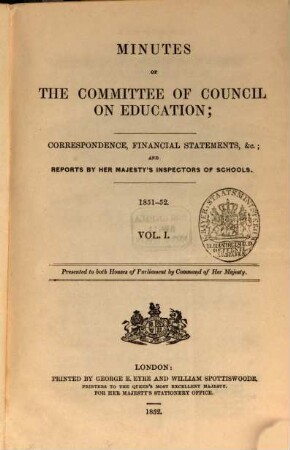 MINUTES
OF
THE COMMITTEE OF COUNCIL
ON EDUCATION;
CORRESPONDENCE, FINANCIAL STATEMENTS, &c.;
AND
REPORTS BY HER MAJESTY'S INSPECTORS OF SCHOOLS.
1851-52.
VOL. I.
Presented to both Houses of Parliament by Command of Her Majesty.
LONDON:
PRINTED BY GEORGE E. EYRE AND WILLIAM SPOTTISWOODE,
PRINTERS TO THE QUEEN'S MOST EXCELLENT MAJESTY.
FOR HER MAJESTY'S STATIONERY OFFICE.
1852.